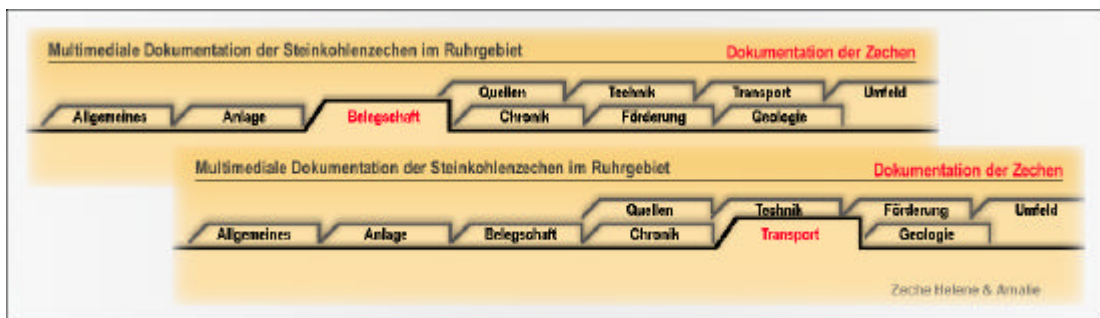 Multimediale Dokumentation der Steinkohlenzechen im Ruhrgebiet Dokumentation der Zechen
Quellen Technik Transport Umfeld
Allgemeines Anlage Belegschaft Chronik Förderung Geologie
Multimediale Dokumentation der Steinkohlenzechen im Ruhrgebiet Dokumentation der Zechen
Quellen Technik Förderung Umfeld
Allgemeines Anlage Belegschaft Chronik Transport Geologie
Zeche Helene & Amalie